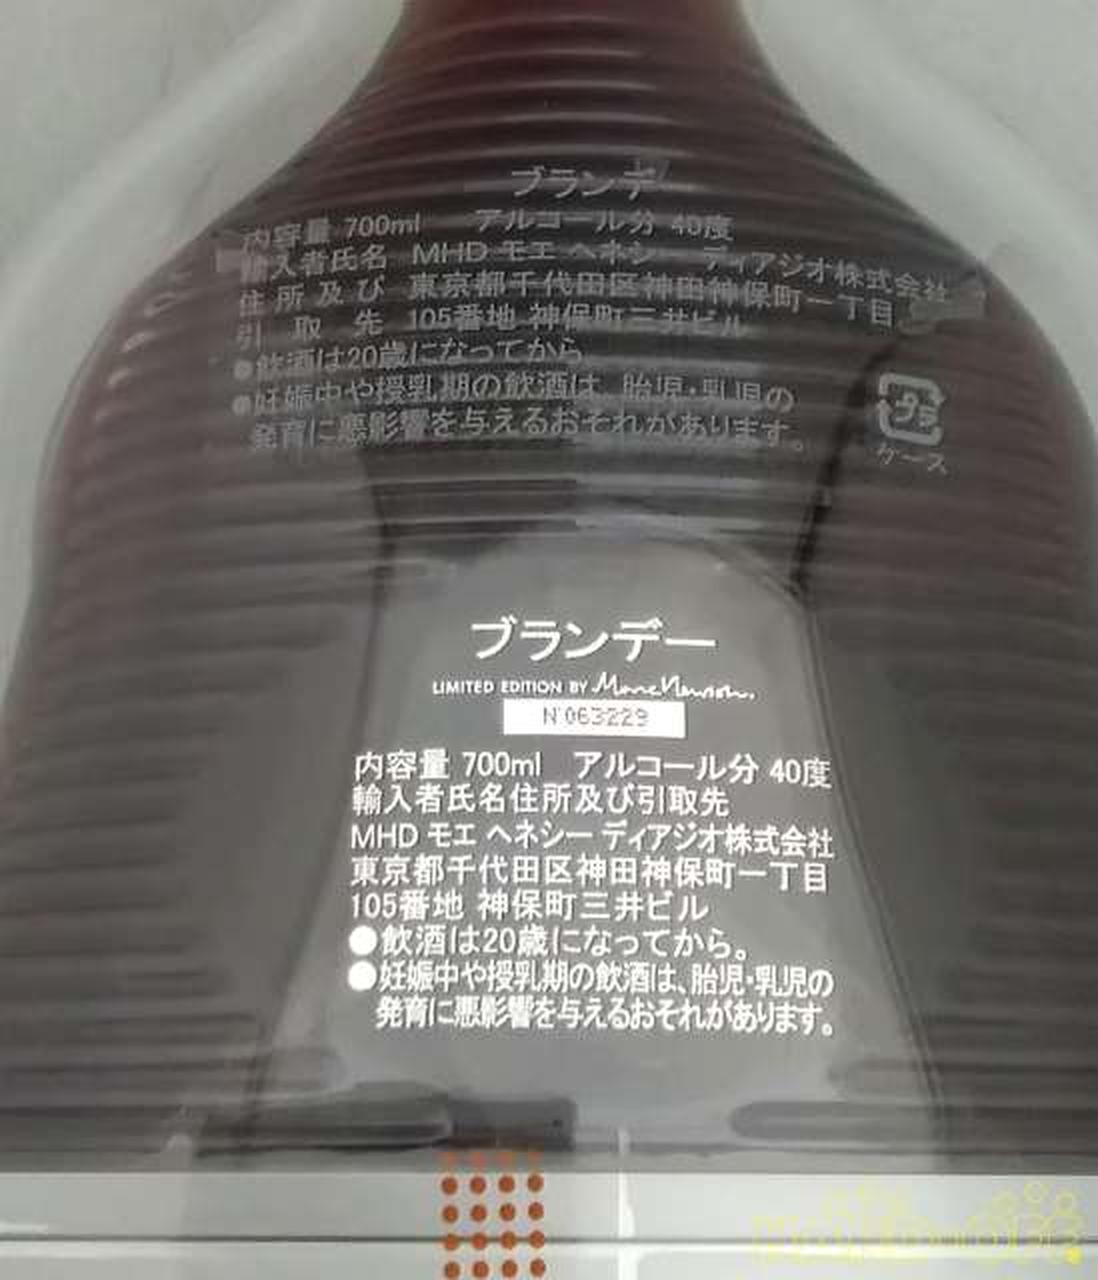 ブランデー
内容量 700ml アルコール分 40度
輸入者氏名 MHD モエ ヘネシー ディアジオ株式会社
住所及び 東京都千代田区神田神保町一丁目
引取先 105番地 神保町三井ビル
●飲酒は20歳になってから
●妊娠中や授乳期の飲酒は、胎児・乳児の
発育に悪影響を与えるおそれがあります。
プラ
ケース
ブランデー
LIMITED EDITION BY Marc Newson.
N°063229
内容量 700ml アルコール分 40度
輸入者氏名住所及び引取先
MHD モエ ヘネシー ディアジオ株式会社
東京都千代田区神田神保町一丁目
105番地 神保町三井ビル
●飲酒は20歳になってから。
●妊娠中や授乳期の飲酒は、胎児・乳児の
発育に悪影響を与えるおそれがあります。